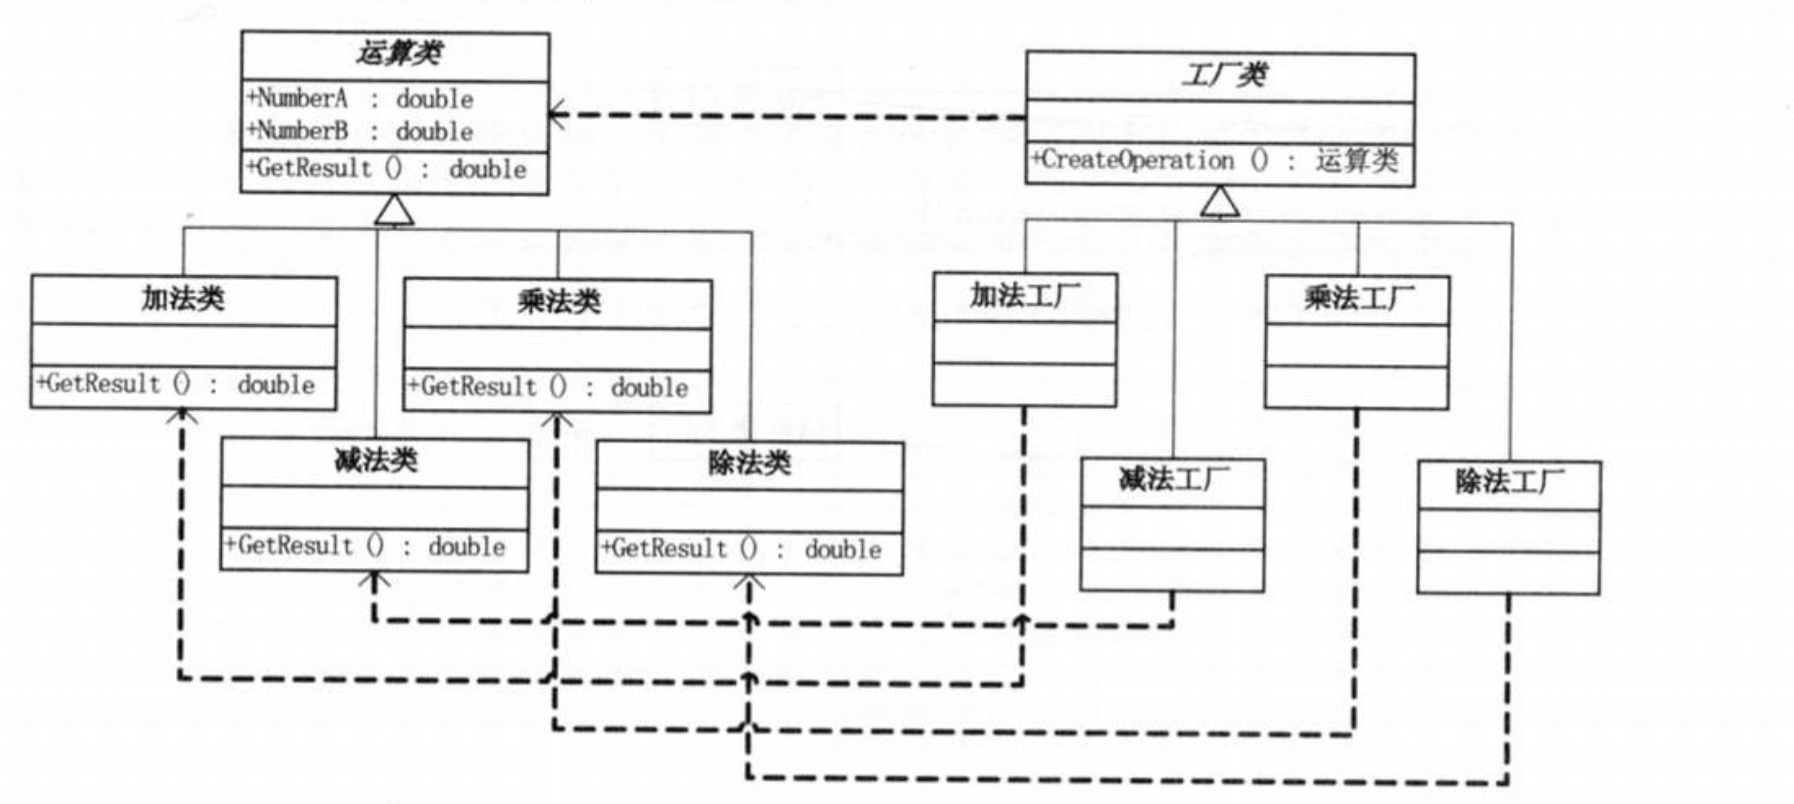 运算类
+NumberA : double
+NumberB : double
+GetResult () : double
工厂类
+CreateOperation () : 运算类
加法类
+GetResult () : double
乘法类
+GetResult () : double
减法类
+GetResult () : double
除法类
+GetResult () : double
加法工厂
乘法工厂
减法工厂
除法工厂